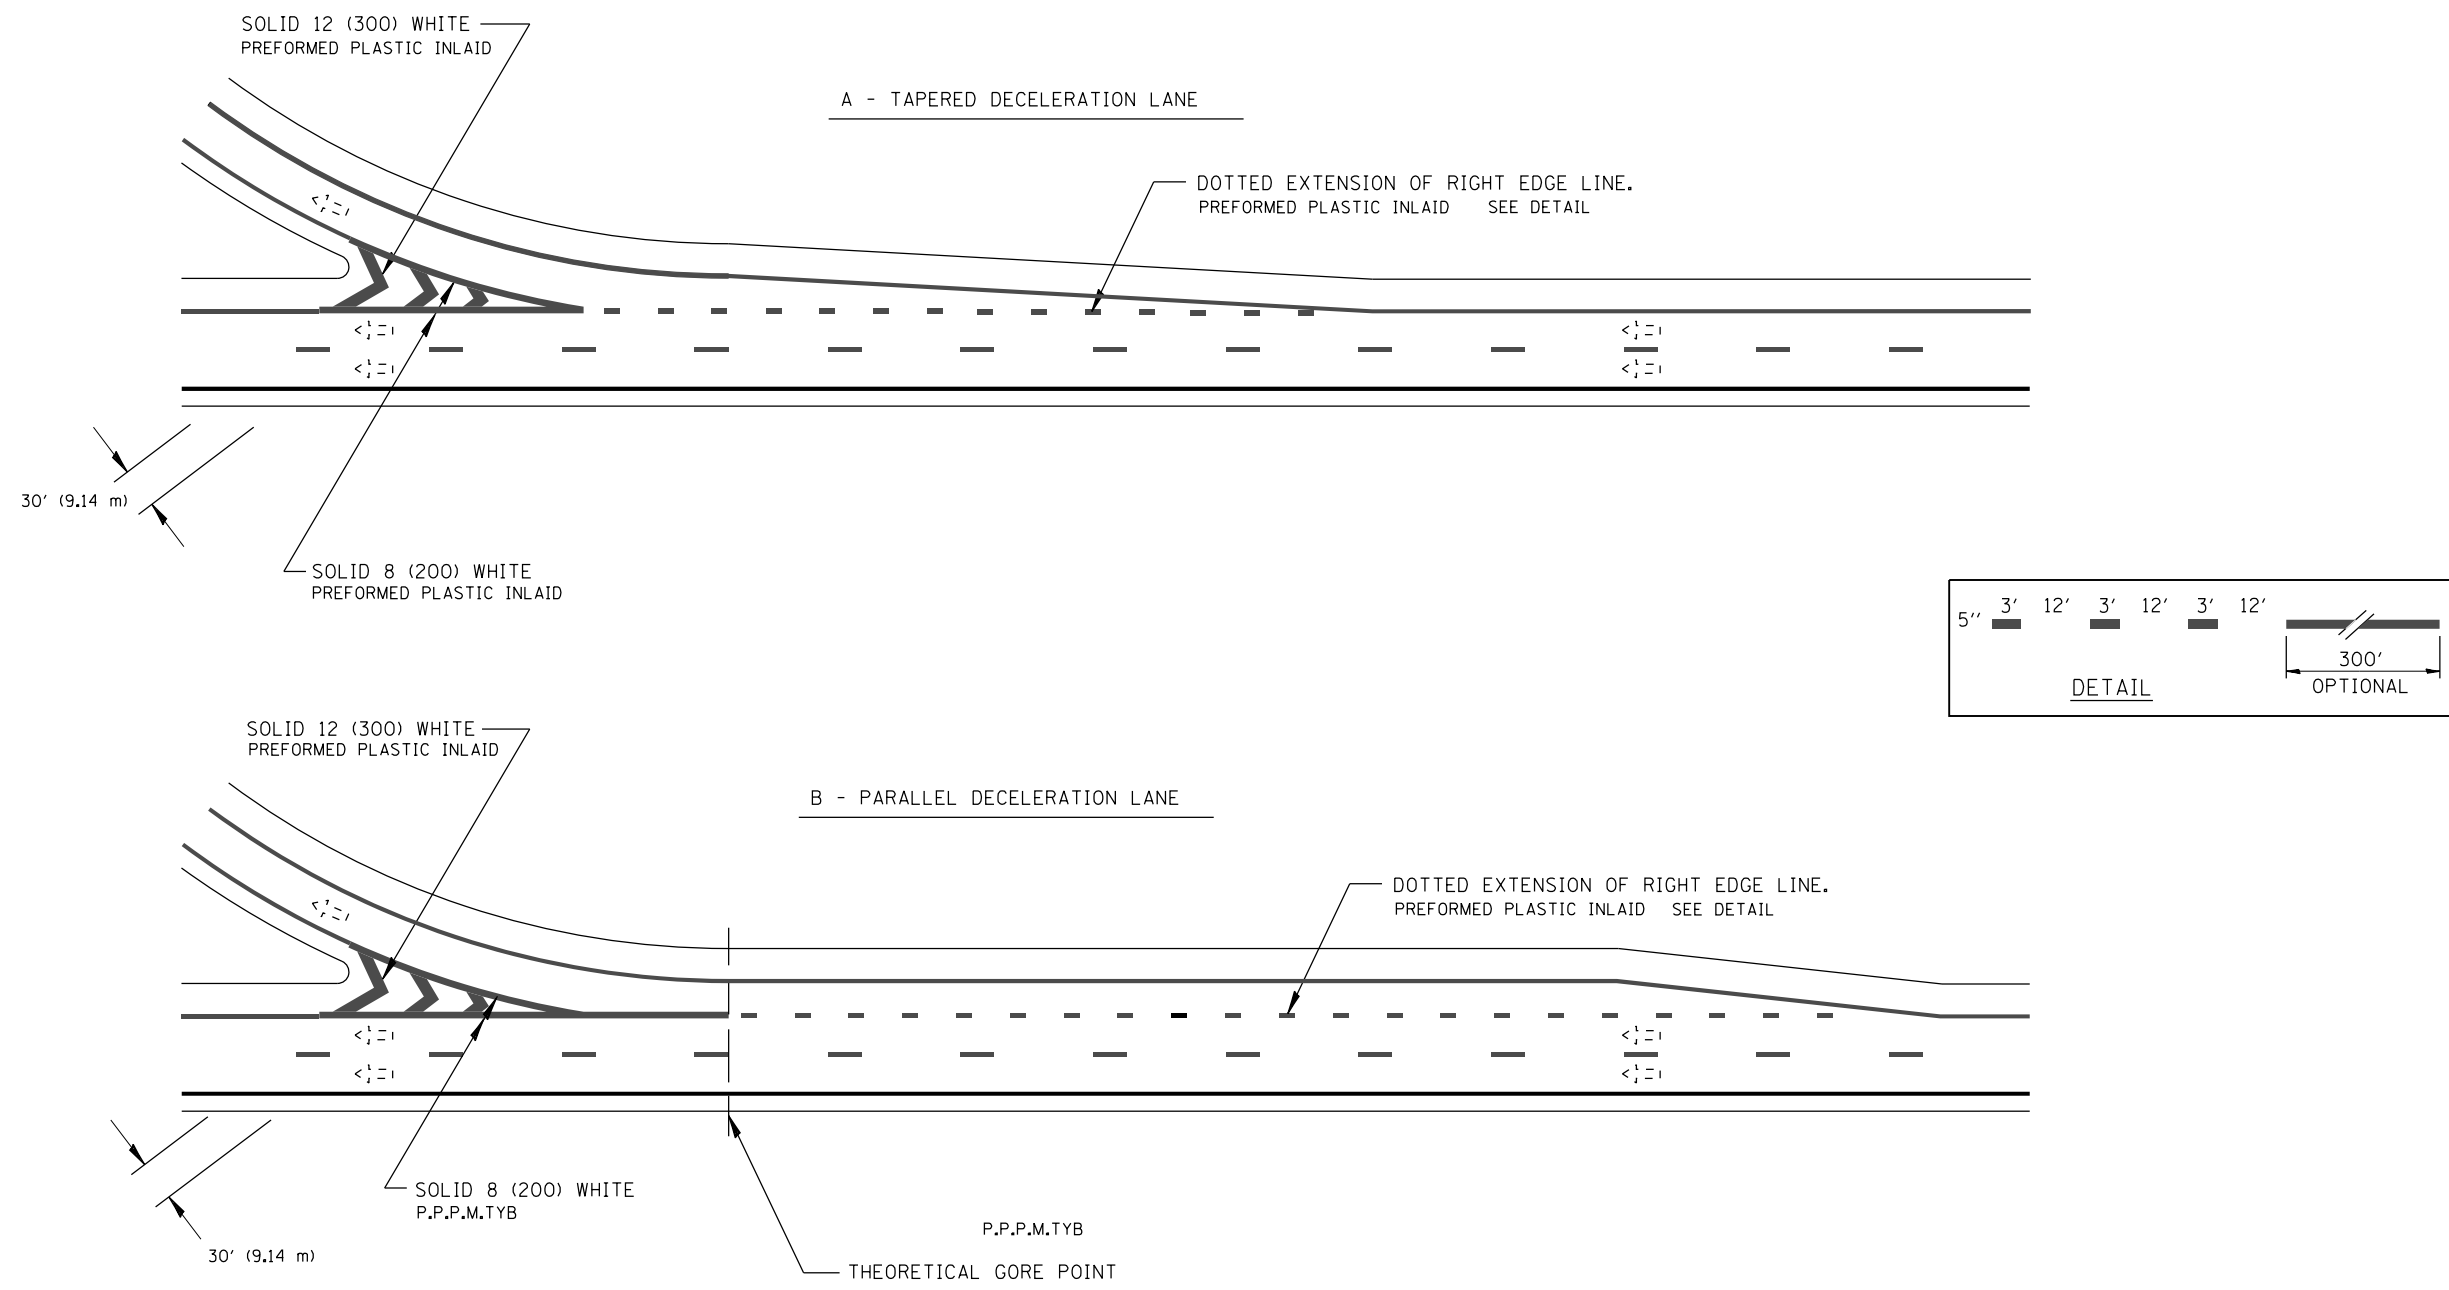 SOLID 12 (300) WHITE
PREFORMED PLASTIC INLAID
A - TAPERED DECELERATION LANE
DOTTED EXTENSION OF RIGHT EDGE LINE.
PREFORMED PLASTIC INLAID SEE DETAIL
30' (9.14 m)
SOLID 8 (200) WHITE
PREFORMED PLASTIC INLAID
5'' 3' 12' 3' 12' 3' 12'
300'
OPTIONAL
DETAIL
SOLID 12 (300) WHITE
PREFORMED PLASTIC INLAID
B - PARALLEL DECELERATION LANE
DOTTED EXTENSION OF RIGHT EDGE LINE.
PREFORMED PLASTIC INLAID SEE DETAIL
SOLID 8 (200) WHITE
P.P.P.M.TYB
30' (9.14 m)
P.P.P.M.TYB
THEORETICAL GORE POINT